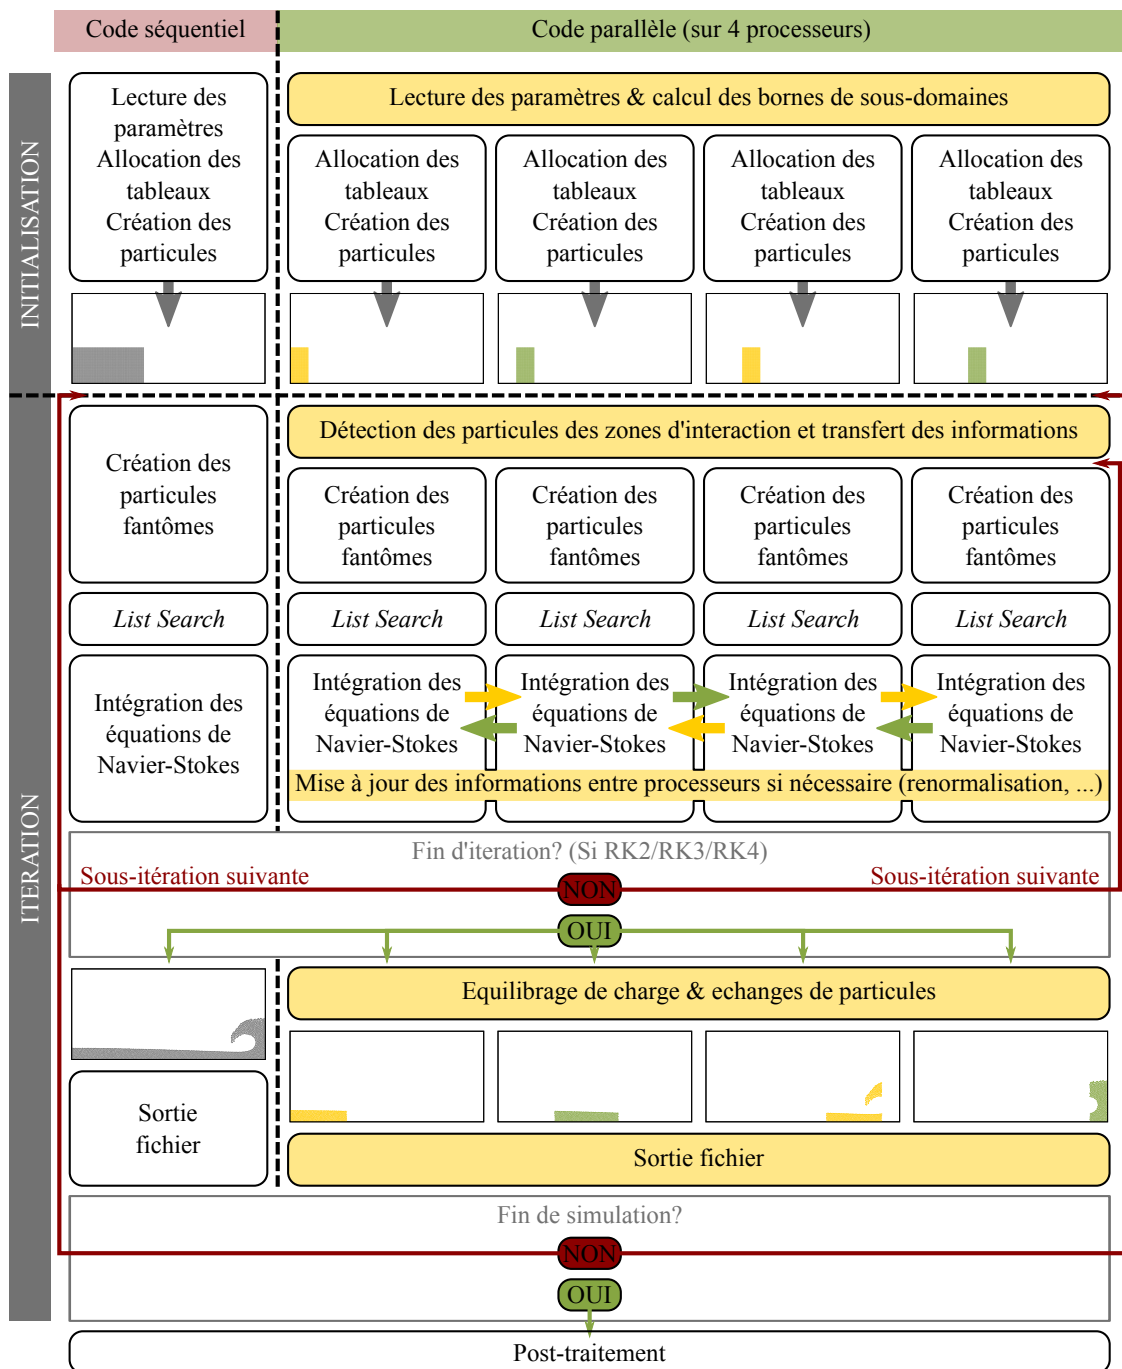 Code séquentiel
Code parallèle (sur 4 processeurs)
INITIALISATION
Lecture des
paramètres
Allocation des
tableaux
Création des
particules
Lecture des paramètres & calcul des bornes de sous-domaines
Allocation des
tableaux
Création des
particules
Allocation des
tableaux
Création des
particules
Allocation des
tableaux
Création des
particules
Allocation des
tableaux
Création des
particules
ITERATION
Création des
particules
fantômes
Détection des particules des zones d'interaction et transfert des informations
Création des
particules
fantômes
Création des
particules
fantômes
Création des
particules
fantômes
Création des
particules
fantômes
List Search
List Search
List Search
List Search
List Search
Intégration des
équations de
Navier-Stokes
Intégration des
équations de
Navier-Stokes
Intégration des
équations de
Navier-Stokes
Intégration des
équations de
Navier-Stokes
Intégration des
équations de
Navier-Stokes
Mise à jour des informations entre processeurs si nécessaire (renormalisation, ...)
Fin d'iteration? (Si RK2/RK3/RK4)
Sous-itération suivante
Sous-itération suivante
NON
OUI
Equilibrage de charge & echanges de particules
Sortie
fichier
Sortie fichier
Fin de simulation?
NON
OUI
Post-traitement